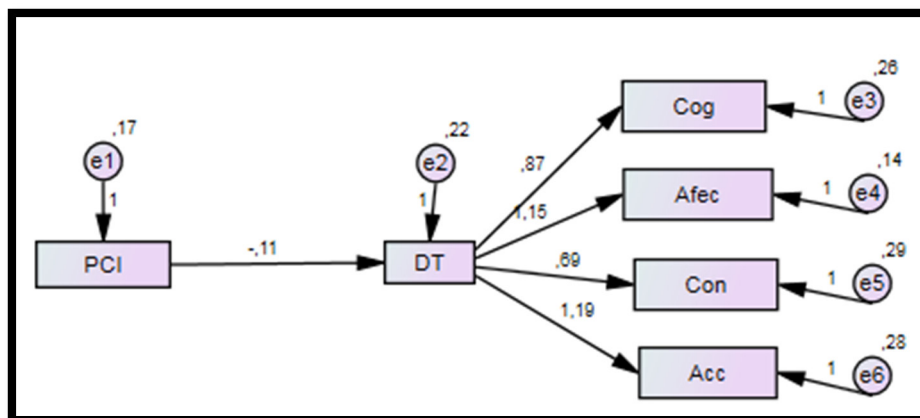 ,26
e3
1
Cog
,17
e1
1
,22
e2
1
,87
,14
e4
1
Afec
1,15
PCI
-,11
DT
,69
,29
e5
1
Con
1,19
,28
e6
1
Acc